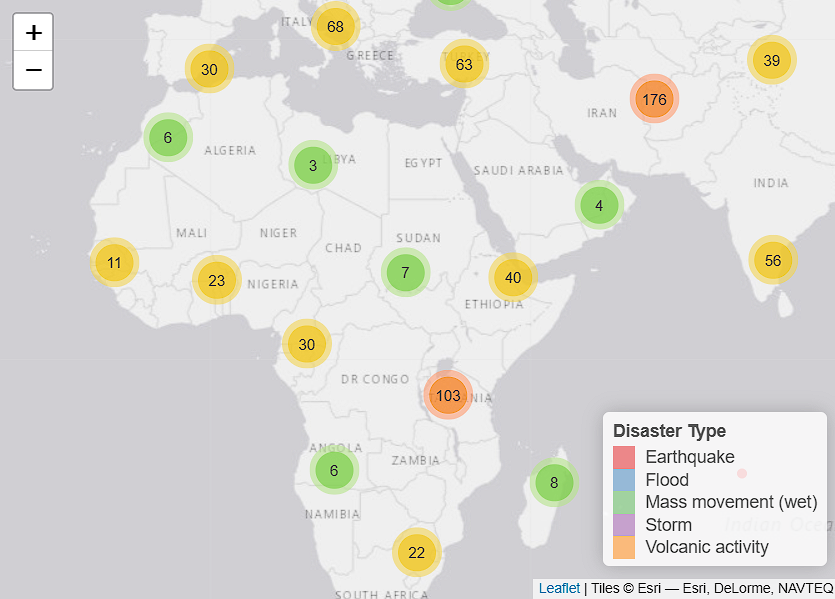 +
−
ITALY
68
GREECE
TURKEY
63
30
39
176
IRAN
6
ALGERIA
3
LIBYA
EGYPT
SAUDI ARABIA
INDIA
4
MALI
NIGER
CHAD
SUDAN
11
23
NIGERIA
7
40
ETHIOPIA
56
30
DR CONGO
103
ANIA
ANGOLA
6
ZAMBIA
8
NAMIBIA
22
SOUTH AFRICA
Disaster Type
Earthquake
Flood
Mass movement (wet)
Storm
Volcanic activity
Indian Ocea
Leaflet | Tiles © Esri — Esri, DeLorme, NAVTEQ